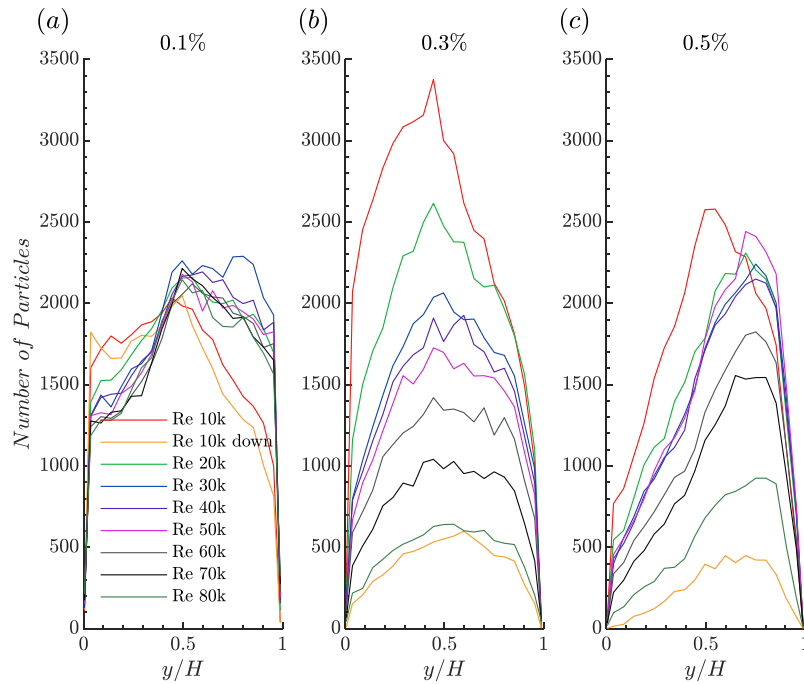 (a) (b) (c)
0.1% 0.3% 0.5%
3500 3500 3500
3000 3000 3000
2500 2500 2500
2000 2000 2000
1500 1500 1500
1000 1000 1000
500 500 500
0 0 0
Number of Particles
Re 10k
Re 10k down
Re 20k
Re 30k
Re 40k
Re 50k
Re 60k
Re 70k
Re 80k
0 0.5 1 0 0.5 1 0 0.5 1
y/H y/H y/H